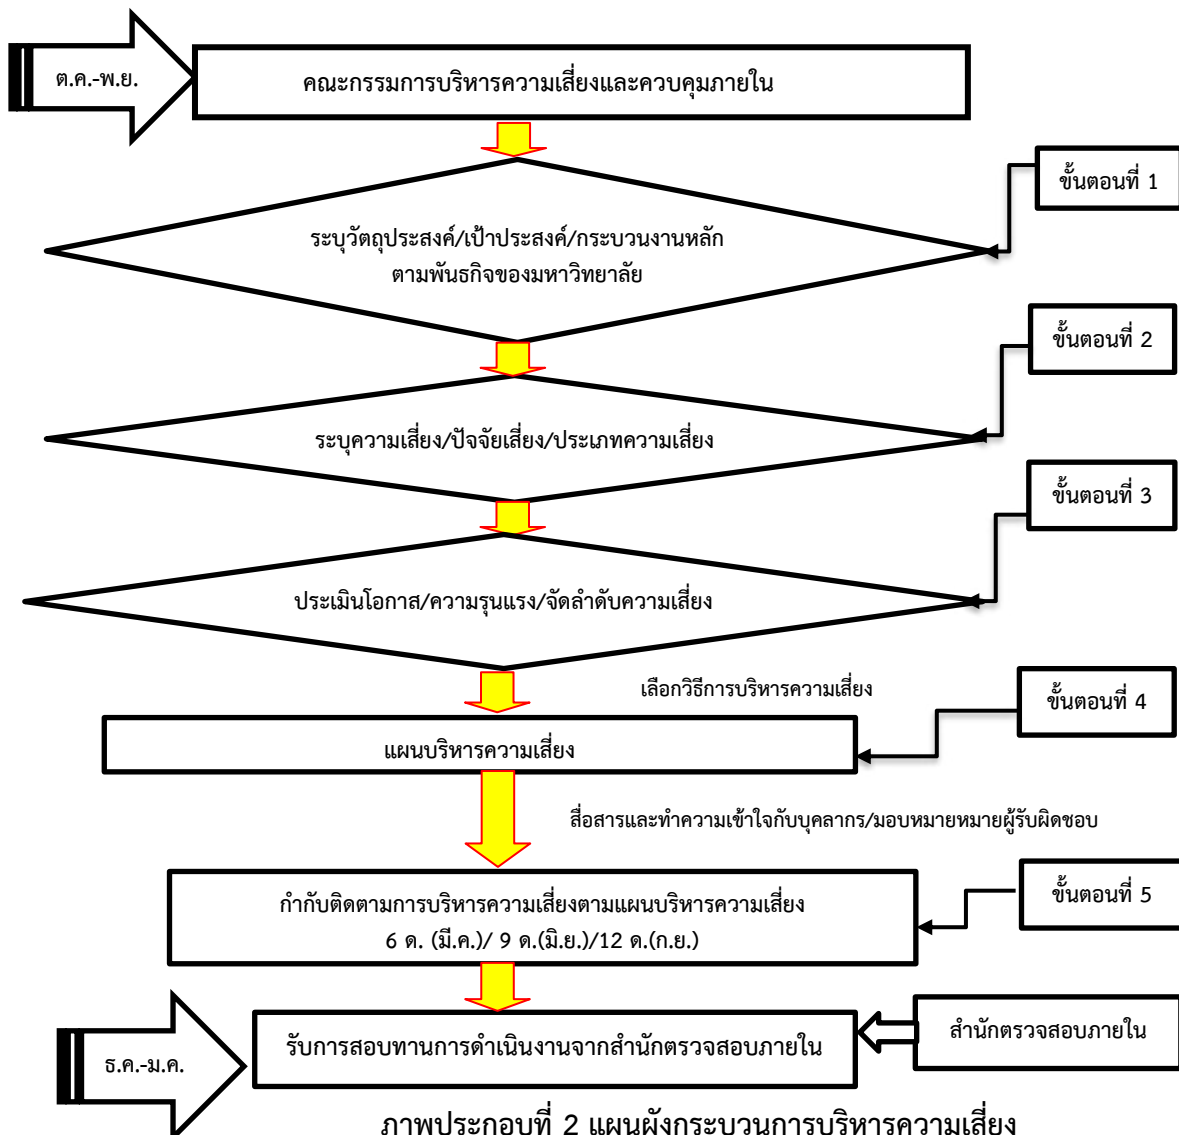 ต.ค.-พ.ย.
คณะกรรมการบริหารความเสี่ยงและควบคุมภายใน
ขั้นตอนที่ 1
ระบุวัตถุประสงค์/เป้าประสงค์/กระบวนงานหลัก
ตามพันธกิจของมหาวิทยาลัย
ขั้นตอนที่ 2
ระบุความเสี่ยง/ปัจจัยเสี่ยง/ประเภทความเสี่ยง
ขั้นตอนที่ 3
ประเมินโอกาส/ความรุนแรง/จัดลำดับความเสี่ยง
เลือกวิธีการบริหารความเสี่ยง
ขั้นตอนที่ 4
แผนบริหารความเสี่ยง
สื่อสารและทำความเข้าใจกับบุคลากร/มอบหมายหมายผู้รับผิดชอบ
ขั้นตอนที่ 5
กำกับติดตามการบริหารความเสี่ยงตามแผนบริหารความเสี่ยง
6 ด. (มี.ค.)/ 9 ด.(มิ.ย.)/12 ด.(ก.ย.)
สำนักตรวจสอบภายใน
รับการสอบทานการดำเนินงานจากสำนักตรวจสอบภายใน
ธ.ค.-ม.ค.
ภาพประกอบที่ 2 แผนผังกระบวนการบริหารความเสี่ยง